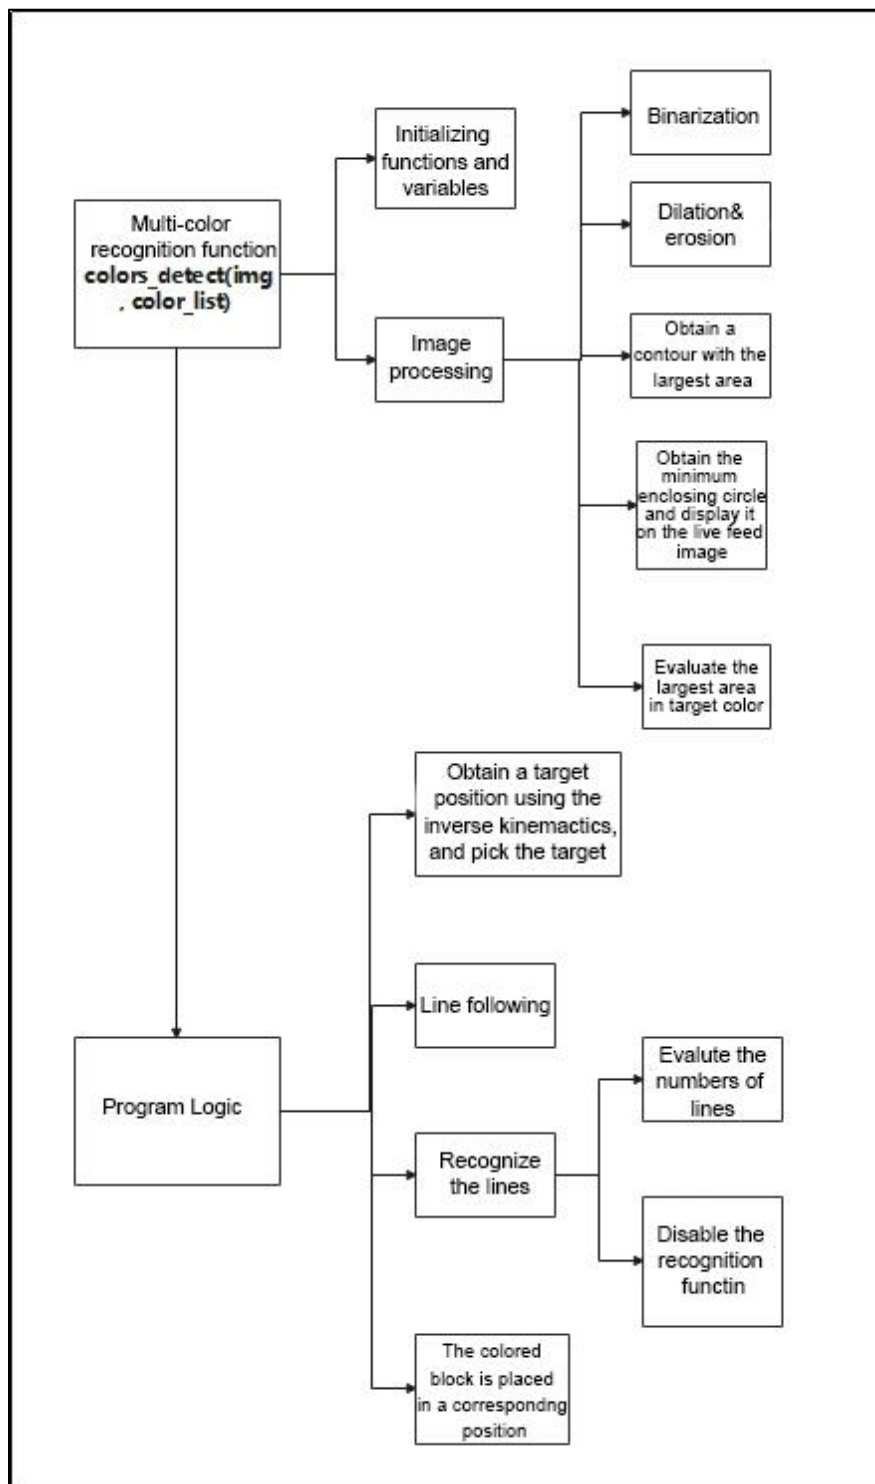 Multi-color
recognition function
colors_detect(img
, color_list)
Initializing
functions and
variables
Image
processing
Binarization
Dilation&
erosion
Obtain a
contour with the
largest area
Obtain the
minimum
enclosing circle
and display it
on the live feed
image
Evaluate the
largest area
in target color
Program Logic
Obtain a target
position using the
inverse kinemactics,
and pick the target
Line following
Recognize
the lines
Evalute the
numbers of
lines
Disable the
recognition
functin
The colored
block is placed
in a correspondng
position